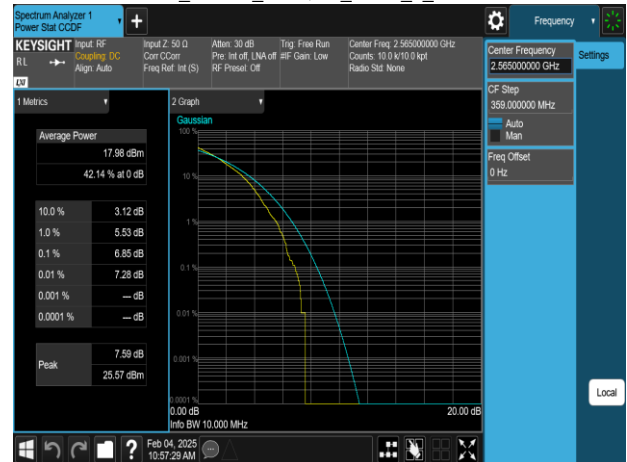 Spectrum Analyzer 1
Power Stat CCDF
Frequency
KEYSIGHT
RL
LXI
Input: RF
Coupling: DC
Align: Auto
Input Z: 50 Ω
Corr CCorr
Freq Ref: Int (S)
Atten: 30 dB
Pre: Int off, LNA off
RF Presel: Off
Trig: Free Run
#IF Gain: Low
Center Freq: 2.565000000 GHz
Counts: 10.0 k/10.0 kpt
Radio Std: None
Center Frequency
2.565000000 GHz
Settings
CF Step
359.000000 MHz
Auto
Man
Freq Offset
0 Hz
1 Metrics
Average Power
17.98 dBm
42.14 % at 0 dB
10.0 % 3.12 dB
1.0 % 5.53 dB
0.1 % 6.85 dB
0.01 % 7.28 dB
0.001 % --- dB
0.0001 % --- dB
Peak
7.59 dB
25.57 dBm
2 Graph
Gaussian
100 %
10 %
1 %
0.1 %
0.01 %
0.001 %
0.0001 %
0.00 dB 20.00 dB
Info BW 10.000 MHz
Local
?
Feb 04, 2025
10:57:29 AM